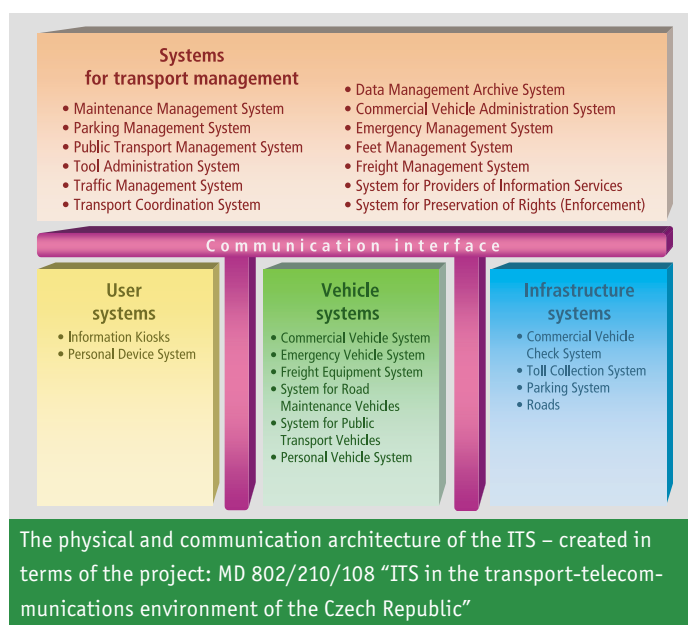 Systems
for transport management
• Maintenance Management System
• Parking Management System
• Public Transport Management System
• Tool Administration System
• Traffic Management System
• Transport Coordination System
• Data Management Archive System
• Commercial Vehicle Administration System
• Emergency Management System
• Feet Management System
• Freight Management System
• System for Providers of Information Services
• System for Preservation of Rights (Enforcement)
Communication interface
User
systems
• Information Kiosks
• Personal Device System
Vehicle
systems
• Commercial Vehicle System
• Emergency Vehicle System
• Freight Equipment System
• System for Road
Maintenance Vehicles
• System for Public
Transport Vehicles
• Personal Vehicle System
Infrastructure
systems
• Commercial Vehicle
Check System
• Toll Collection System
• Parking System
• Roads
The physical and communication architecture of the ITS – created in
terms of the project: MD 802/210/108 “ITS in the transport-telecom-
munications environment of the Czech Republic”